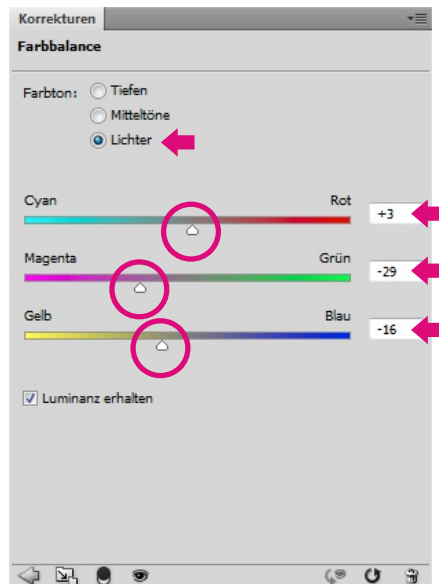 Korrekturen
Farbbalance
Farbton: Tiefen
Mitteltöne
Lichter
Cyan Rot +3
Magenta Grün -29
Gelb Blau -16
Luminanz erhalten